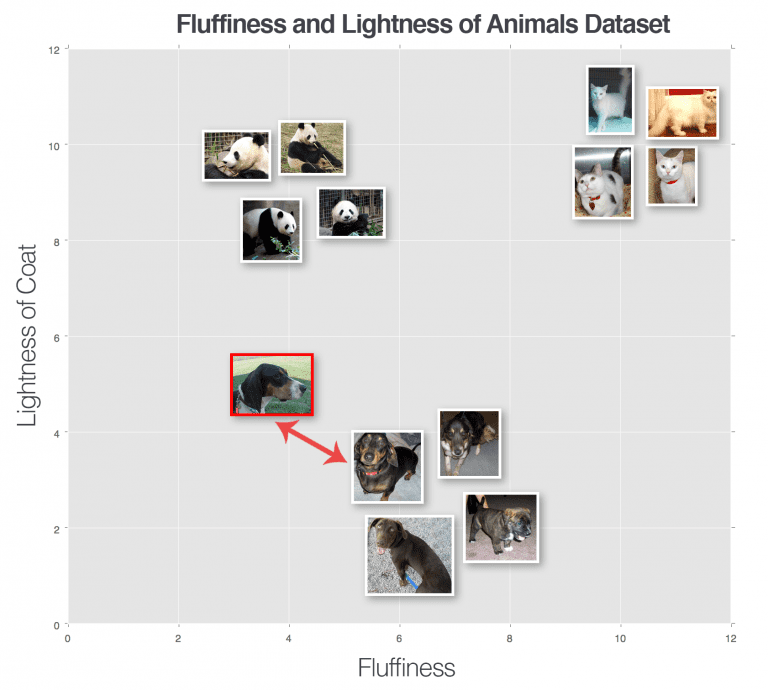 Fluffiness and Lightness of Animals Dataset
12
10
8
6
4
2
0
Lightness of Coat
0 2 4 6 8 10 12
Fluffiness